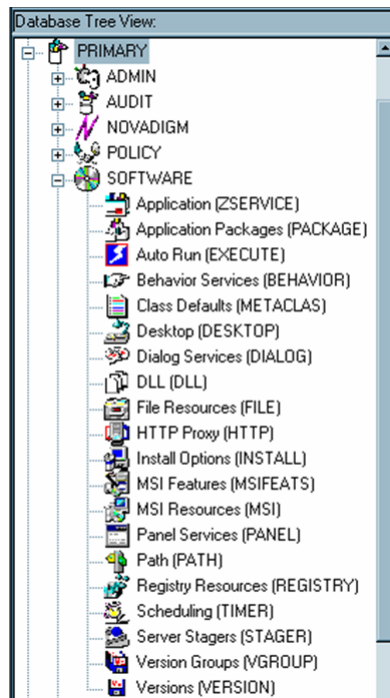 Database Tree View:
PRIMARY
ADMIN
AUDIT
NOVADIGM
POLICY
SOFTWARE
Application (ZSERVICE)
Application Packages (PACKAGE)
Auto Run (EXECUTE)
Behavior Services (BEHAVIOR)
Class Defaults (METACLAS)
Desktop (DESKTOP)
Dialog Services (DIALOG)
DLL (DLL)
File Resources (FILE)
HTTP Proxy (HTTP)
Install Options (INSTALL)
MSI Features (MSIFEATS)
MSI Resources (MSI)
Panel Services (PANEL)
Path (PATH)
Registry Resources (REGISTRY)
Scheduling (TIMER)
Server Stagers (STAGER)
Version Groups (VGROUP)
Versions (VERSION)